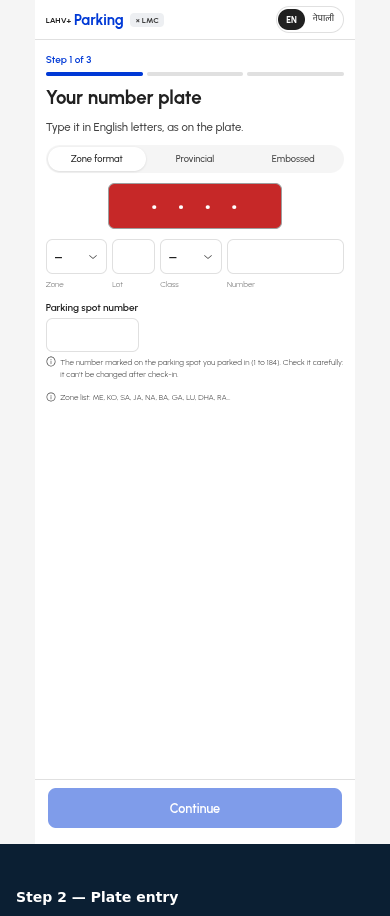 LAHV+ Parking × LMC EN नेपाली
Step 1 of 3
Your number plate
Type it in English letters, as on the plate.
Zone format Provincial Embossed
• • • •
– –
Zone Lot Class Number
Parking spot number
The number marked on the parking spot you parked in (1 to 184). Check it carefully:
it can't be changed after check-in.
Zone list: ME, KO, SA, JA, NA, BA, GA, LU, DHA, RA..
Continue
Step 2 — Plate entry